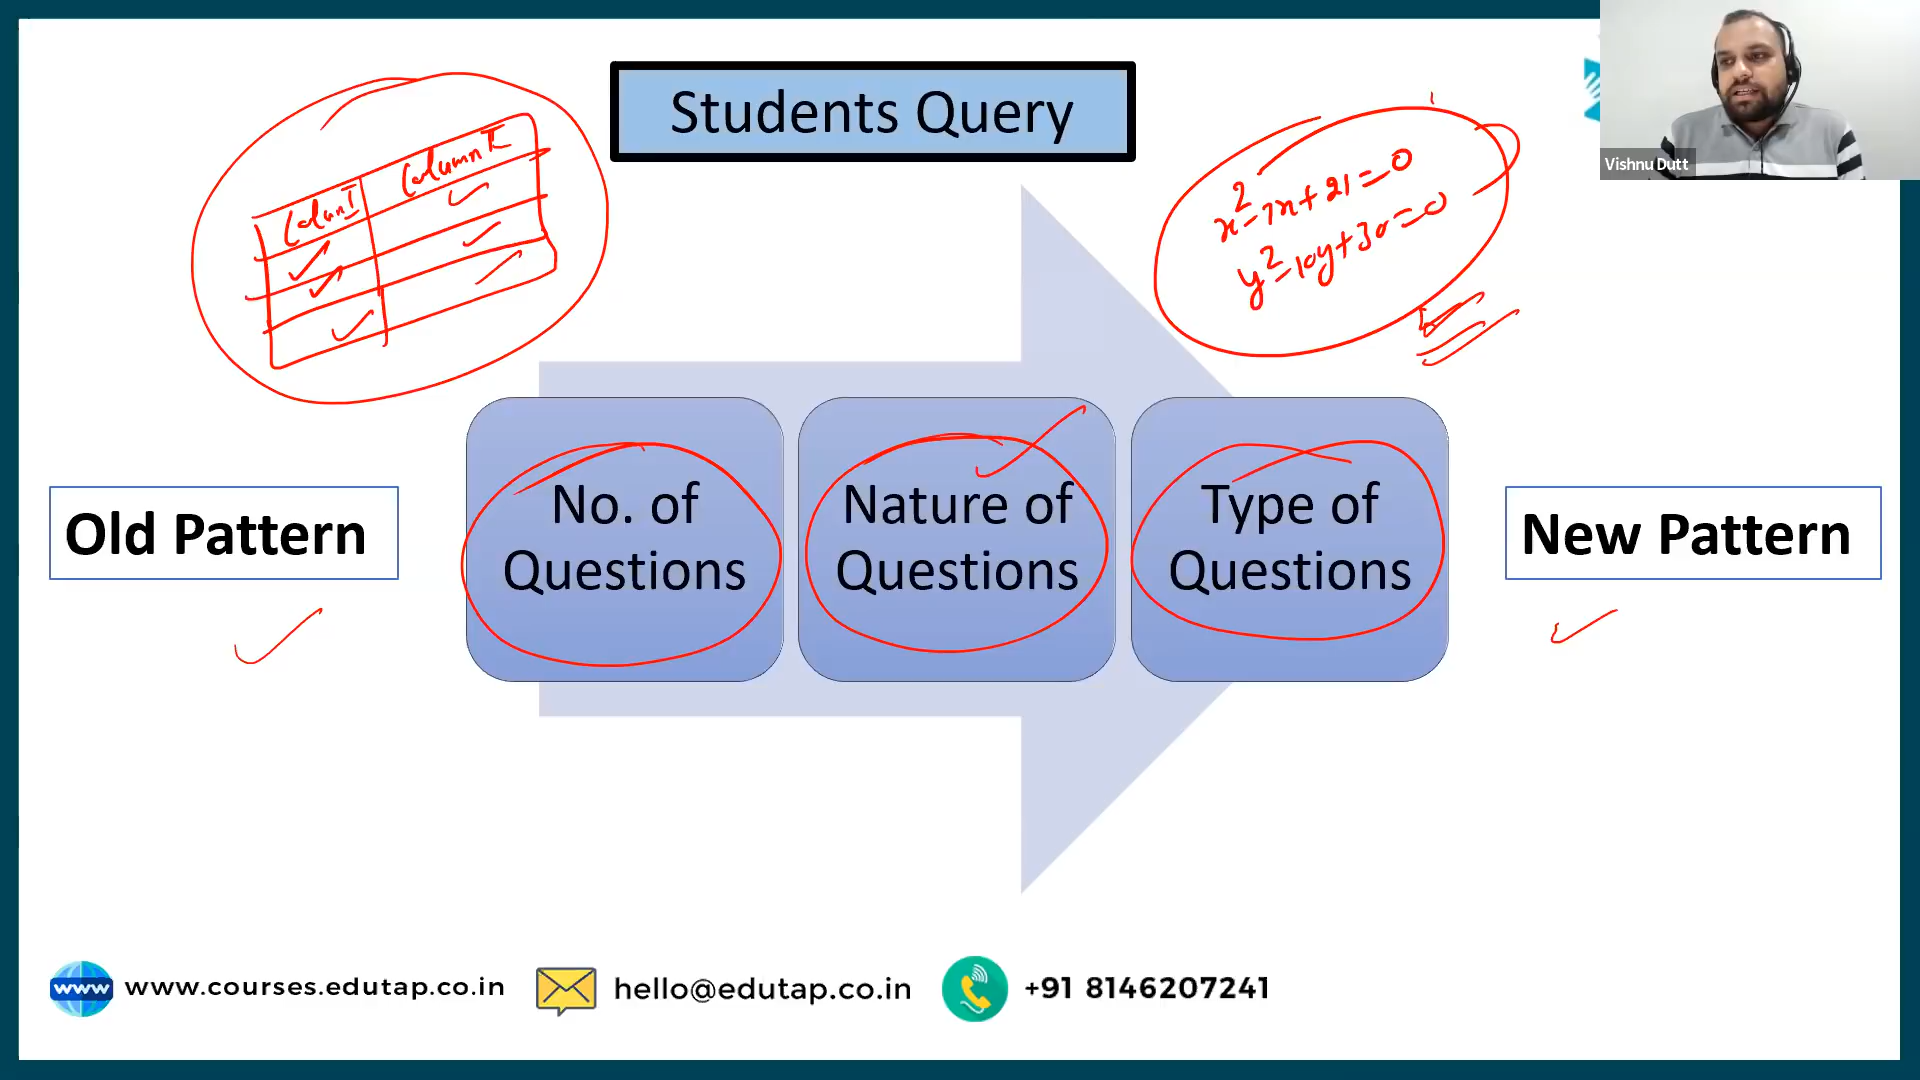 Students Query
Vishnu Dutt
Colum I
Column II
x²-7x+21=0
y²-10y+30=0
No. of
Questions
Nature of
Questions
Type of
Questions
Old Pattern
New Pattern
www
www.courses.edutap.co.in
hello@edutap.co.in
+91 8146207241